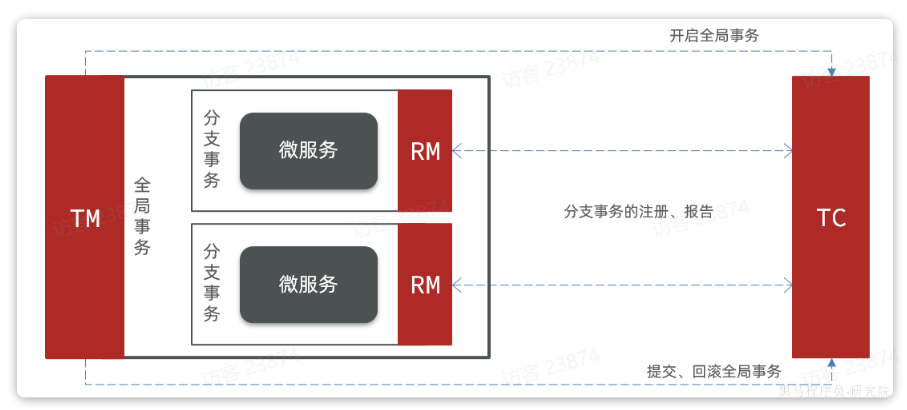 开启全局事务
TM
全局事务
分支事务
微服务
RM
分支事务的注册、报告
TC
分支事务
微服务
RM
提交、回滚全局事务
访客 23874
访客 23874
访客 23874
访客 23874
访客 23874
访客 23874
访客 23874
访客 23874
访客 23874
黑马程序员-研究院